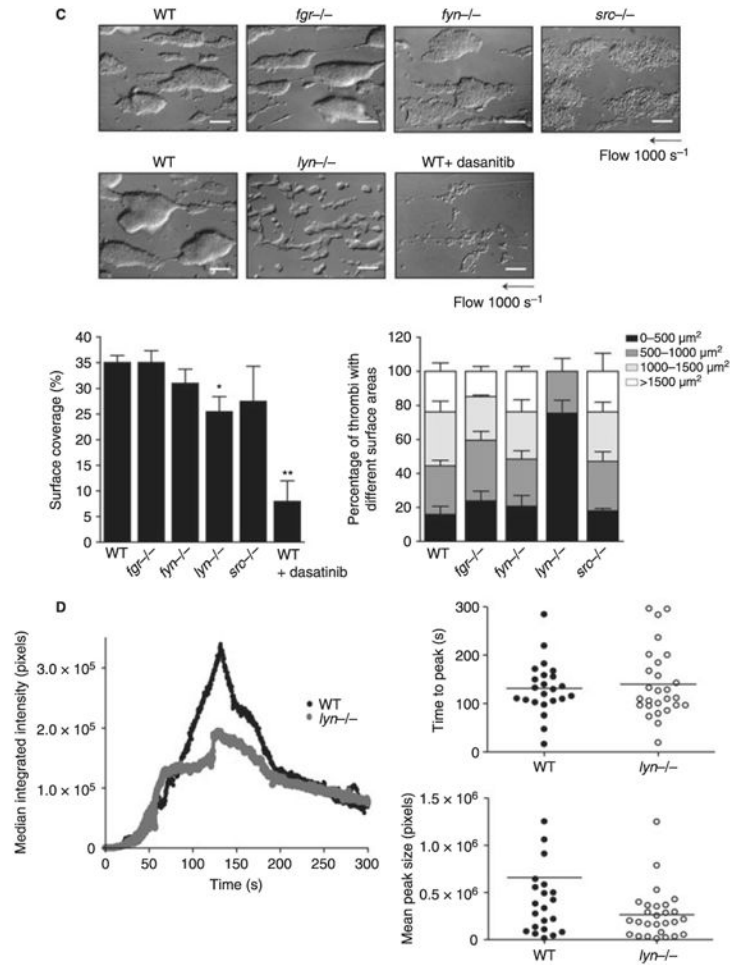 C
WT
fgr–/–
fyn–/–
src–/–
Flow 1000 s⁻¹
WT
lyn–/–
WT+ dasanitib
Flow 1000 s⁻¹
Surface coverage (%)
40
35
30
25
20
15
10
5
0
*
**
WT
fgr–/–
fyn–/–
lyn–/–
src–/–
WT
+ dasatinib
Percentage of thrombi with
different surface areas
120
100
80
60
40
20
0
WT
fgr–/–
fyn–/–
lyn–/–
src–/–
0–500 µm²
500–1000 µm²
1000–1500 µm²
>1500 µm²
D
Median integrated intensity (pixels)
3.0 × 10⁵
2.0 × 10⁵
1.0 × 10⁵
0
0 50 100 150 200 250 300
Time (s)
WT
lyn–/–
Time to peak (s)
300
200
100
0
WT
lyn–/–
Mean peak size (pixels)
1.5 × 10⁶
1.0 × 10⁶
0.5 × 10⁶
0
WT
lyn–/–